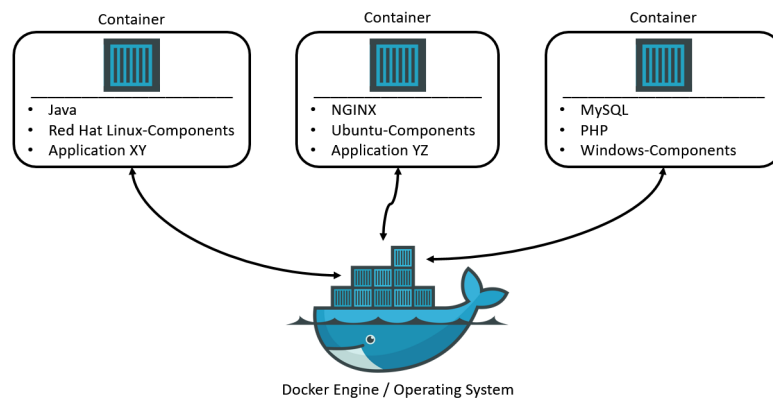 Container
• Java
• Red Hat Linux-Components
• Application XY
Container
• NGINX
• Ubuntu-Components
• Application YZ
Container
• MySQL
• PHP
• Windows-Components
Docker Engine / Operating System